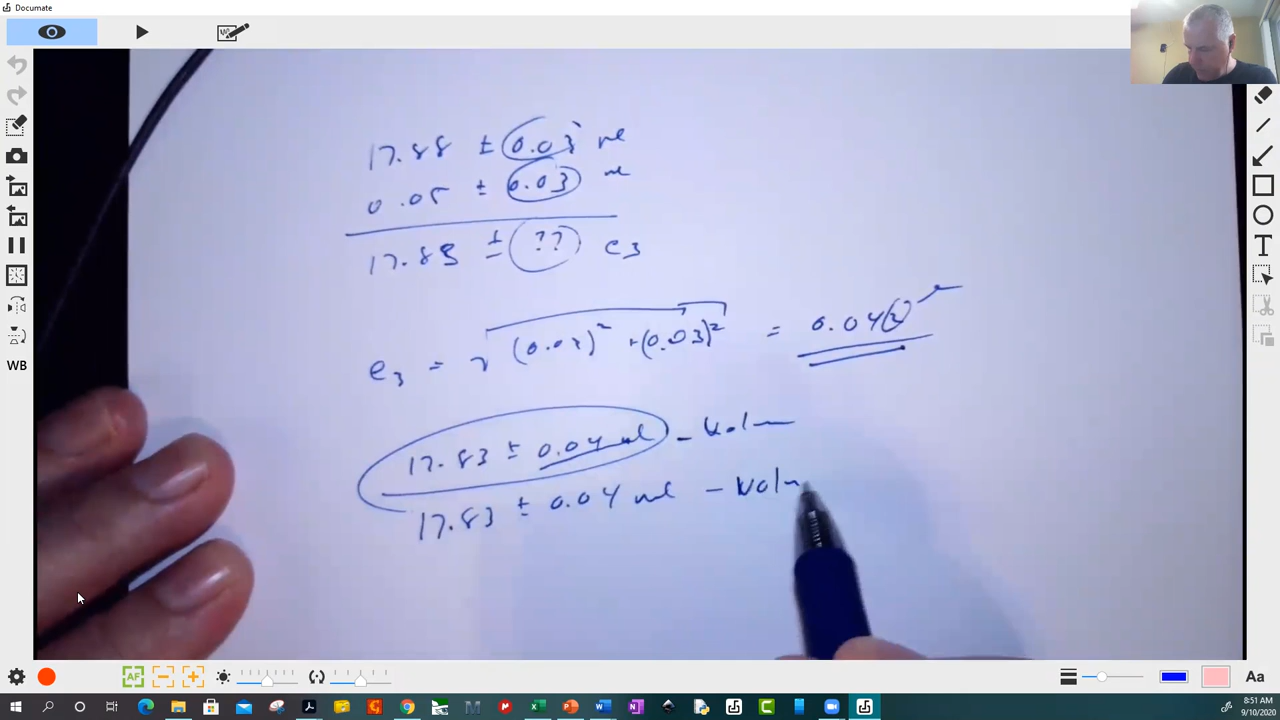 Documate
17.88 ± 0.03 ml
0.05 ± 0.03 ml
17.83 ± ?? e3
e3 = √(0.03)² + (0.03)² = 0.04(2)
17.83 ± 0.04 ml -
17.83 ± 0.04 ml -
WB
T
AF
Aa
8:51 AM
9/10/2020